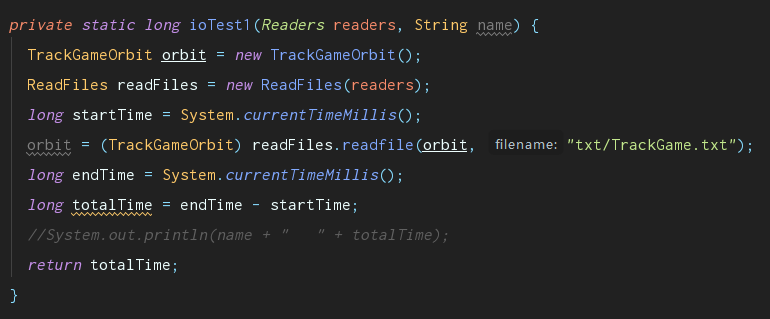 private static long ioTest1(Readers readers, String name) {
TrackGameOrbit orbit = new TrackGameOrbit();
ReadFiles readFiles = new ReadFiles(readers);
long startTime = System.currentTimeMillis();
orbit = (TrackGameOrbit) readFiles.readfile(orbit, filename: "txt/TrackGame.txt");
long endTime = System.currentTimeMillis();
long totalTime = endTime - startTime;
//System.out.println(name + "   " + totalTime);
return totalTime;
}